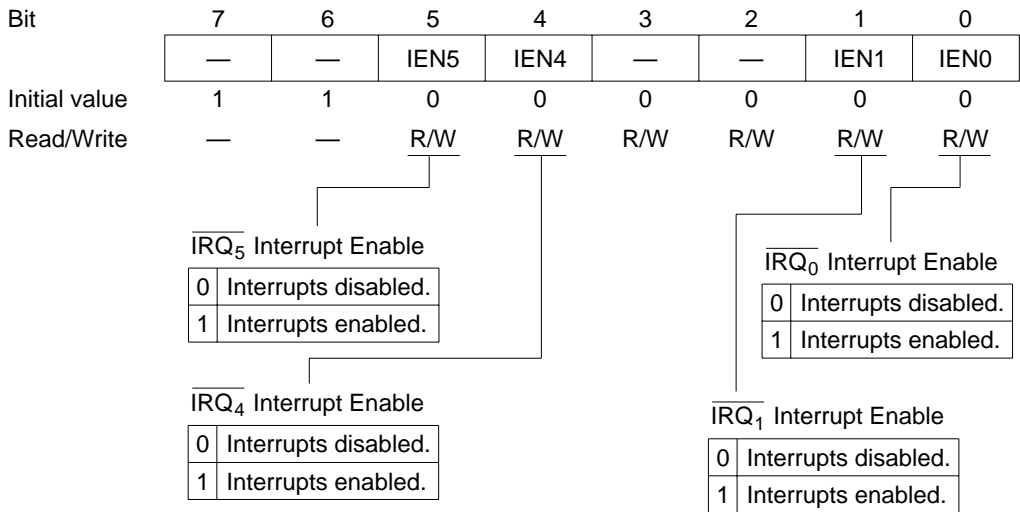 Bit 7 6 5 4 3 2 1 0
— — IEN5 IEN4 — — IEN1 IEN0
Initial value 1 1 0 0 0 0 0 0
Read/Write — — R/W R/W R/W R/W R/W R/W
IRQ5 Interrupt Enable
0 Interrupts disabled.
1 Interrupts enabled.
IRQ0 Interrupt Enable
0 Interrupts disabled.
1 Interrupts enabled.
IRQ4 Interrupt Enable
0 Interrupts disabled.
1 Interrupts enabled.
IRQ1 Interrupt Enable
0 Interrupts disabled.
1 Interrupts enabled.